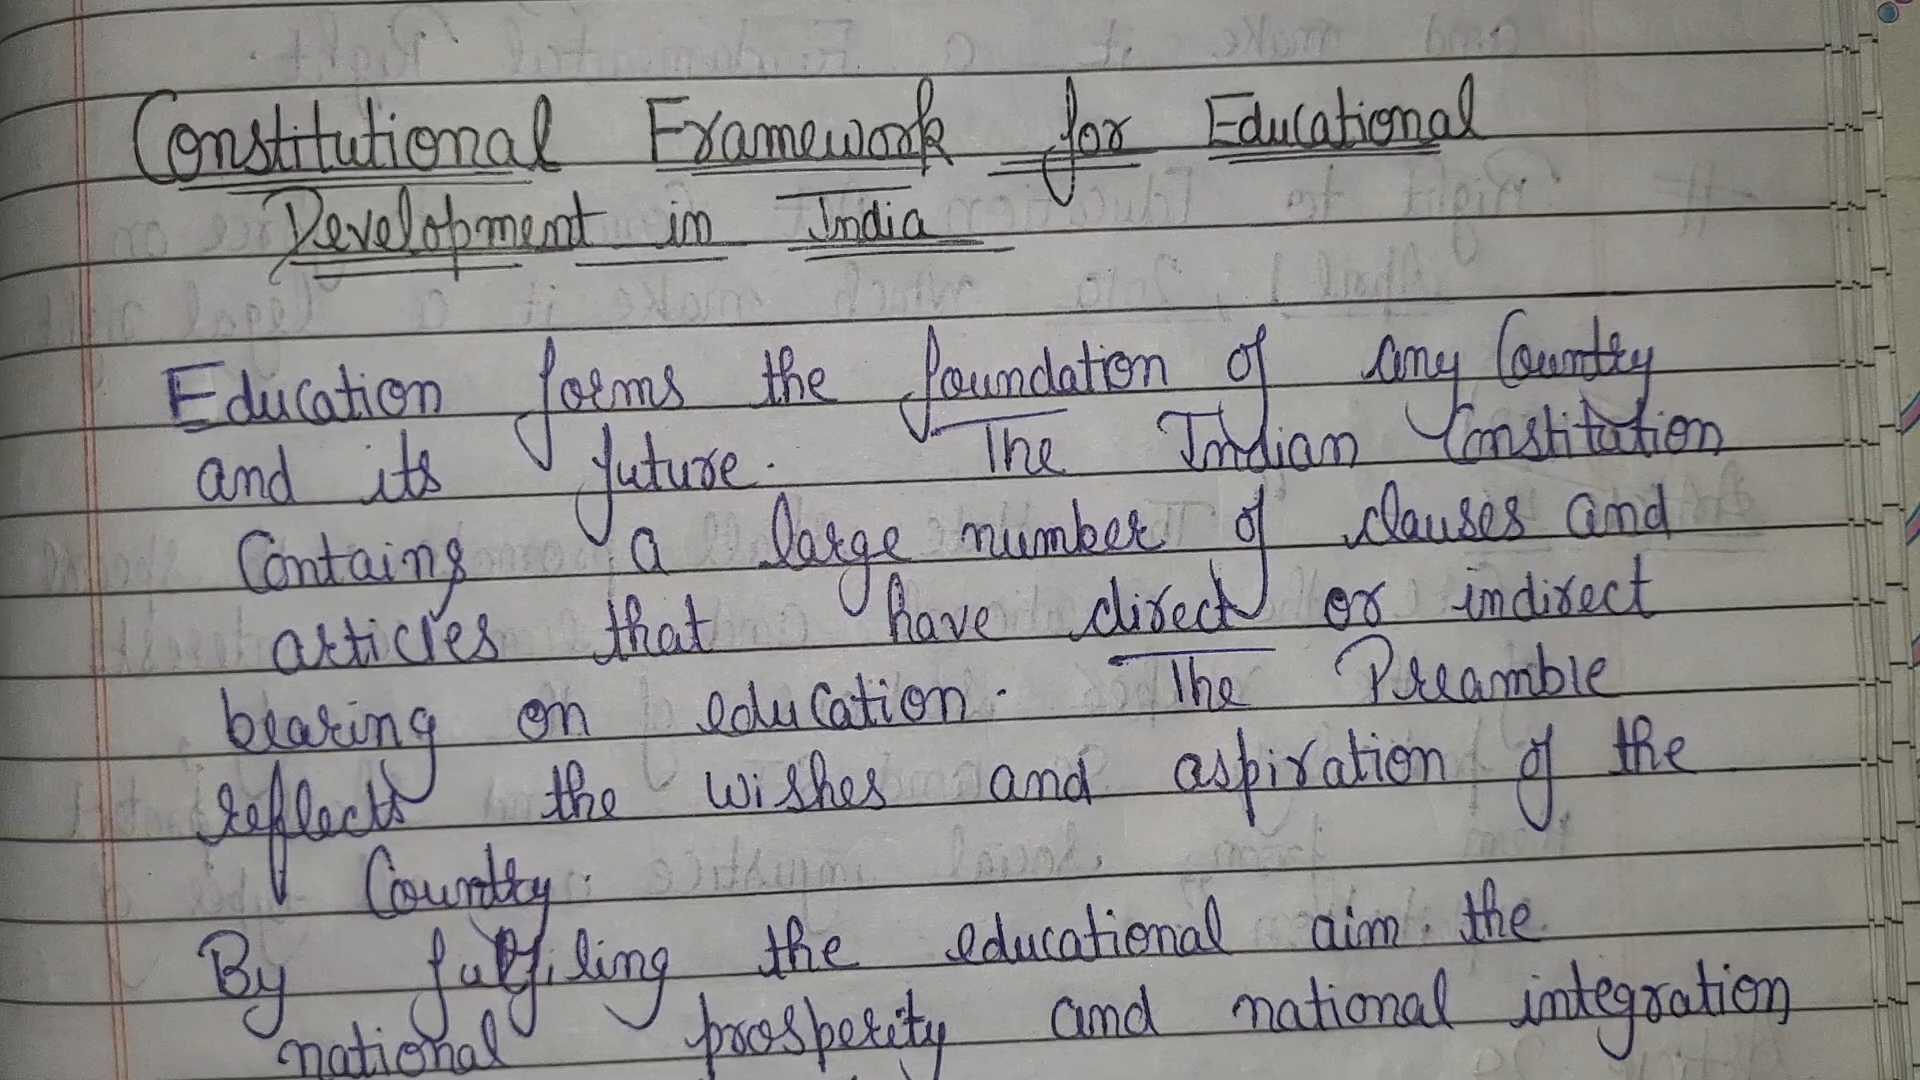 Constitutional Framework for Educational
Development in India
Education forms the foundation of any Country
and its future. The Indian Constitution
Contains a large number of clauses and
articles that have direct or indirect
bearing on education. The Preamble
reflects the wishes and aspiration of the
Country.
By fulfiling the educational aim the
national prosperity and national integration